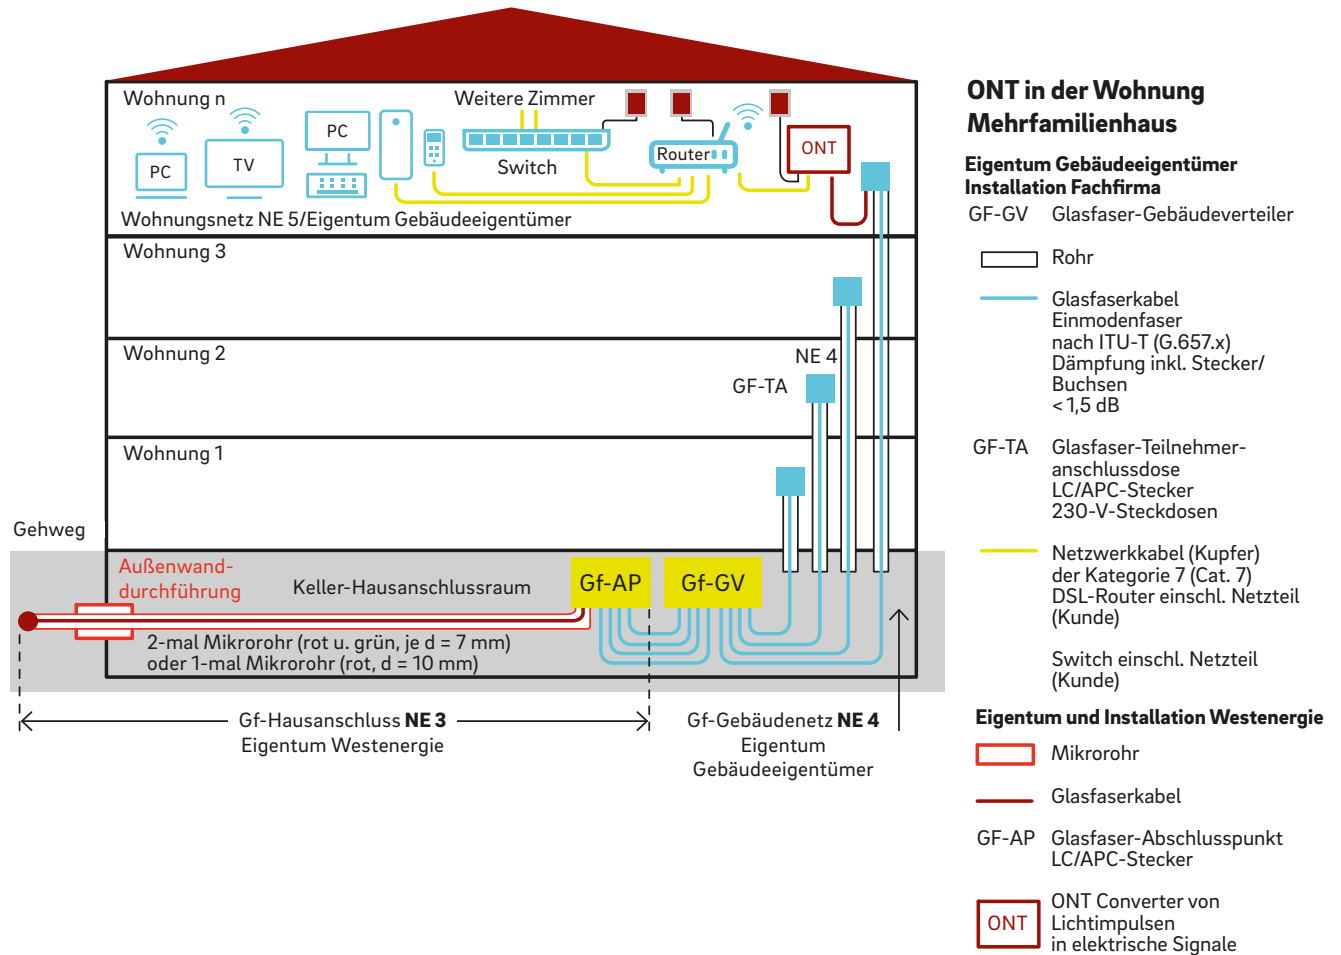 Wohnung n
Weitere Zimmer
PC
TV
PC
Switch
Router
ONT
Wohnungsnetz NE 5/Eigentum Gebäudeeigentümer
Wohnung 3
Wohnung 2
NE 4
GF-TA
Wohnung 1
Gehweg
Außenwand-
durchführung
Keller-Hausanschlussraum
Gf-AP
Gf-GV
2-mal Mikrorohr (rot u. grün, je d = 7 mm)
oder 1-mal Mikrorohr (rot, d = 10 mm)
Gf-Hausanschluss NE 3
Eigentum Westenergie
Gf-Gebäudenetz NE 4
Eigentum
Gebäudeeigentümer
ONT in der Wohnung
Mehrfamilienhaus
Eigentum Gebäudeeigentümer
Installation Fachfirma
GF-GV Glasfaser-Gebäudeverteiler
Rohr
Glasfaserkabel
Einmodenfaser
nach ITU-T (G.657.x)
Dämpfung inkl. Stecker/
Buchsen
< 1,5 dB
GF-TA Glasfaser-Teilnehmer-
anschlussdose
LC/APC-Stecker
230-V-Steckdosen
Netzwerkkabel (Kupfer)
der Kategorie 7 (Cat. 7)
DSL-Router einschl. Netzteil
(Kunde)
Switch einschl. Netzteil
(Kunde)
Eigentum und Installation Westenergie
Mikrorohr
Glasfaserkabel
GF-AP Glasfaser-Abschlusspunkt
LC/APC-Stecker
ONT ONT Converter von
Lichtimpulsen
in elektrische Signale